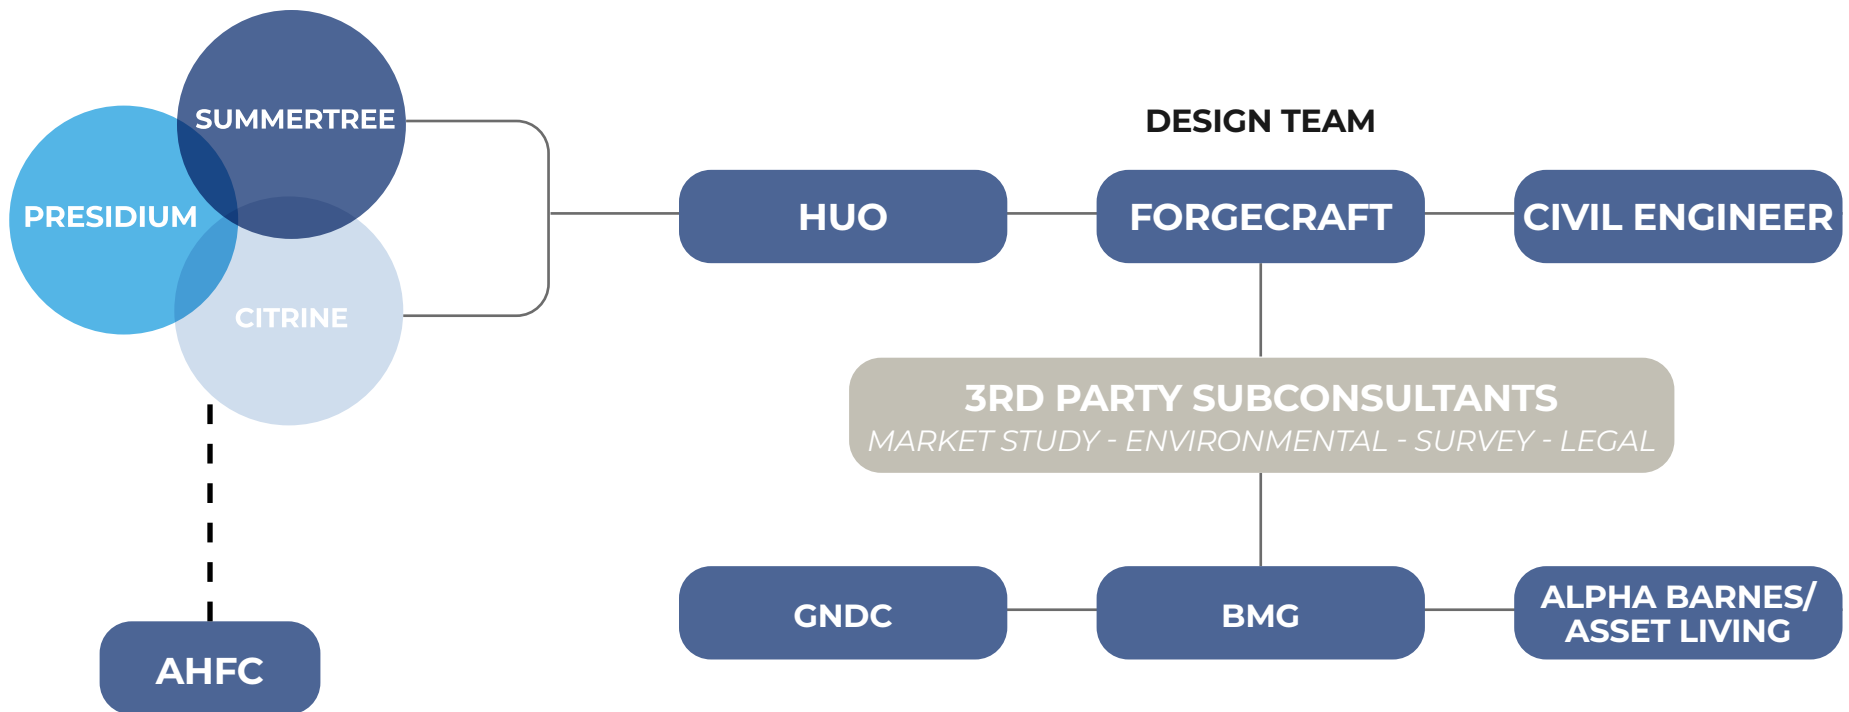 SUMMERTREE
PRESIDIUM
CITRINE
AHFC
DESIGN TEAM
HUO
FORGECRAFT
CIVIL ENGINEER
3RD PARTY SUBCONSULTANTS
MARKET STUDY - ENVIRONMENTAL - SURVEY - LEGAL
GNDC
BMG
ALPHA BARNES/
ASSET LIVING